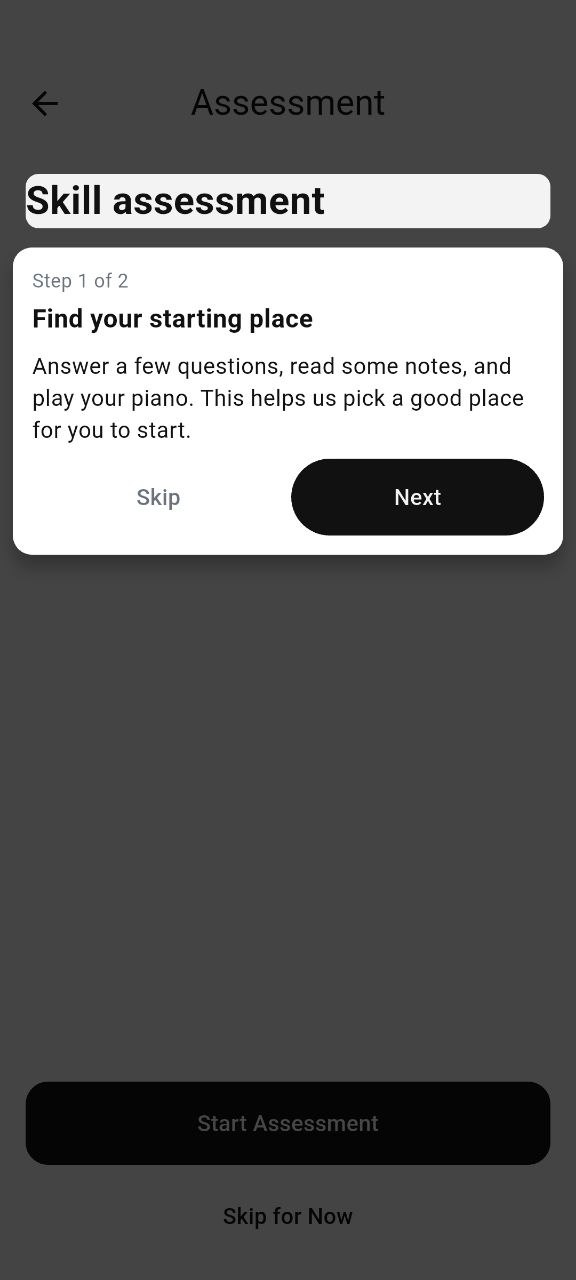 Assessment
Skill assessment
Step 1 of 2
Find your starting place
Answer a few questions, read some notes, and
play your piano. This helps us pick a good place
for you to start.
Skip
Next
Start Assessment
Skip for Now